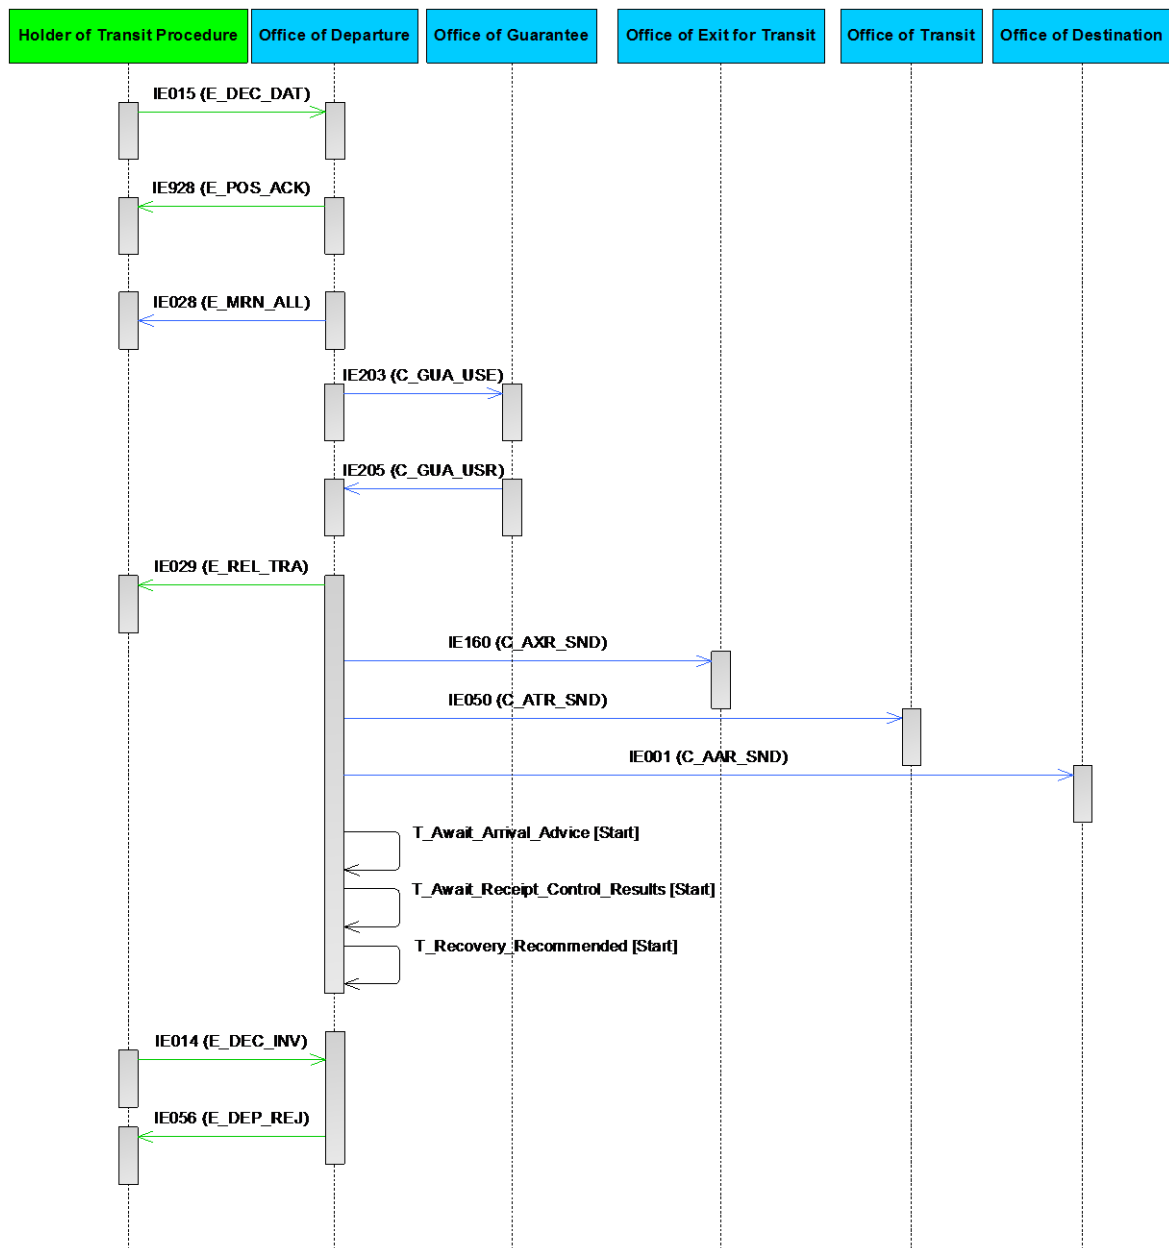 Holder of Transit Procedure
Office of Departure
Office of Guarantee
Office of Exit for Transit
Office of Transit
Office of Destination
IE015 (E_DEC_DAT)
IE928 (E_POS_ACK)
IE028 (E_MRN_ALL)
IE203 (C_GUA_USE)
IE205 (C_GUA_USR)
IE029 (E_REL_TRA)
IE160 (C_AXR_SND)
IE050 (C_ATR_SND)
IE001 (C_AAR_SND)
T_Await_Arrival_Advice [Start]
T_Await_Receipt_Control_Results [Start]
T_Recovery_Recommended [Start]
IE014 (E_DEC_INV)
IE056 (E_DEP_REJ)